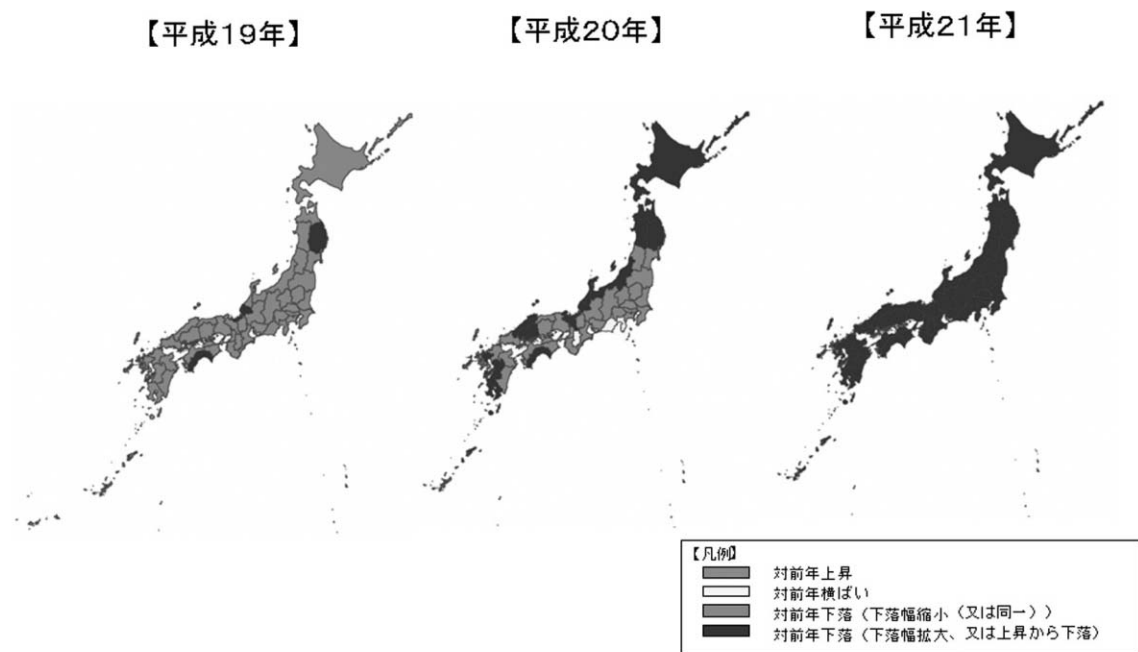 【平成19年】
【平成20年】
【平成21年】
【凡例】
対前年上昇
対前年横ばい
対前年下落（下落幅縮小（又は同一））
対前年下落（下落幅拡大、又は上昇から下落）